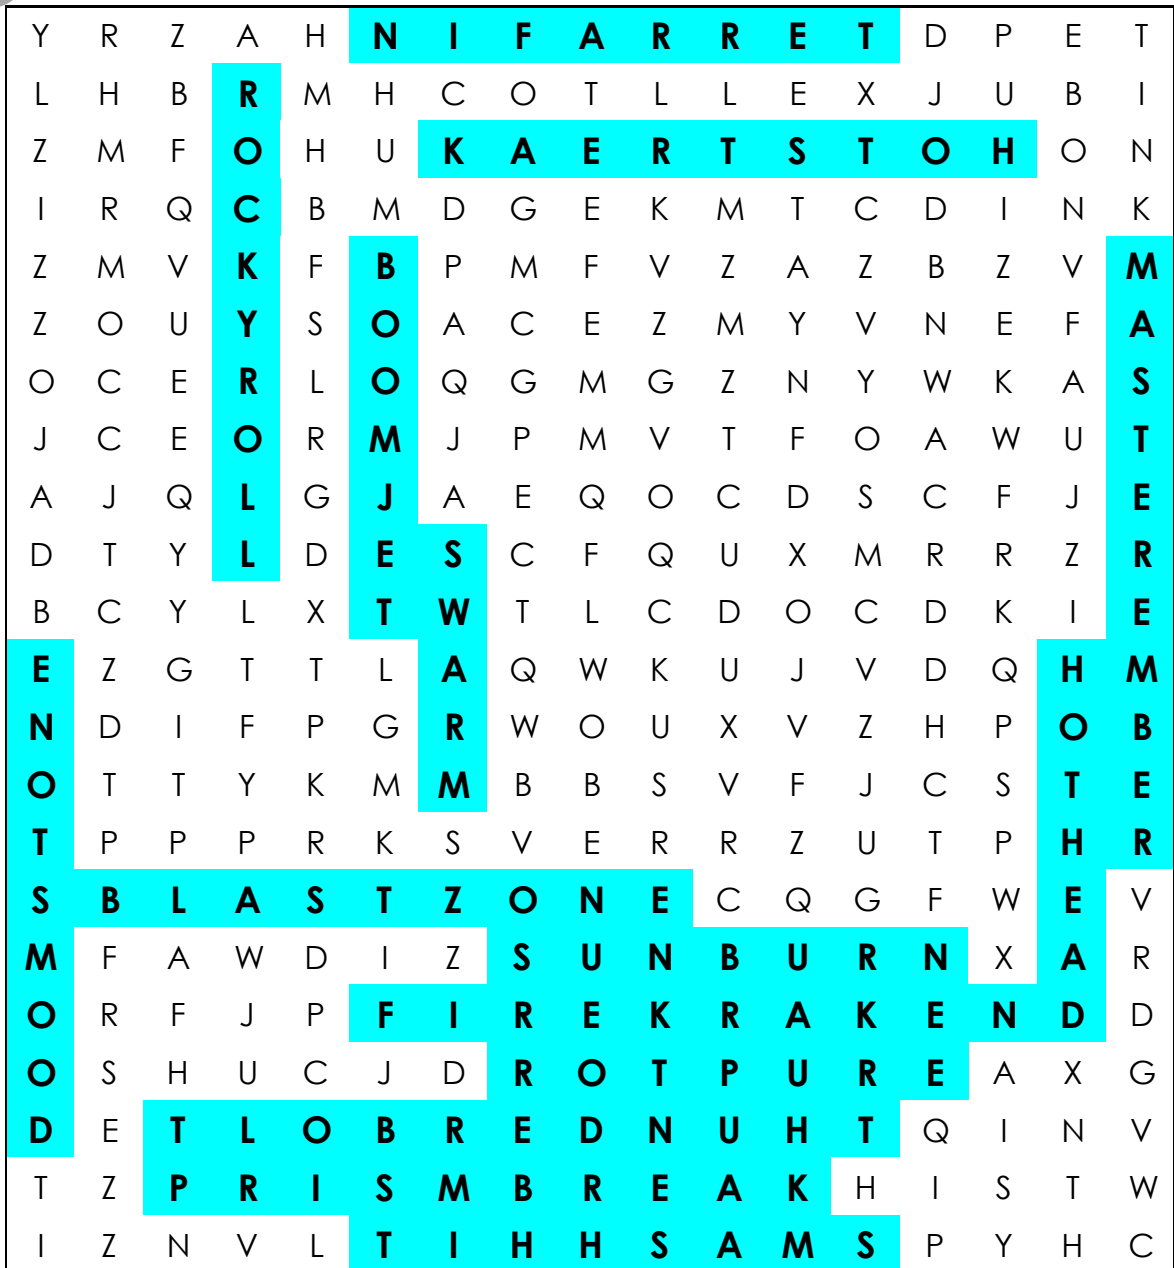 Y R Z A H N I F A R R E T D P E T
L H B R M H C O T L L E X J U B I
Z M F O H U K A E R T S T O H O N
I R Q C B M D G E K M T C D I N K
Z M V K F B P M F V Z A Z B Z V M
Z O U Y S O A C E Z M Y V N E F A
O C E R L O Q G M G Z N Y W K A S
J C E O R M J P M V T F O A W U T
A J Q L G J A E Q O C D S C F J E
D T Y L D E S C F Q U X M R R Z R
B C Y L X T W T L C D O C D K I E
E Z G T T L A Q W K U J V D Q H M
N D I F P G R W O U X V Z H P O B
O T T Y K M M B B S V F J C S T E
T P P P R K S V E R R Z U T P H R
S B L A S T Z O N E C Q G F W E V
M F A W D I Z S U N B U R N X A R
O R F J P F I R E K R A K E N D D
O S H U C J D R O T P U R E A X G
D E T L O B R E D N U H T Q I N V
T Z P R I S M B R E A K H I S T W
I Z N V L T I H H S A M S P Y H C